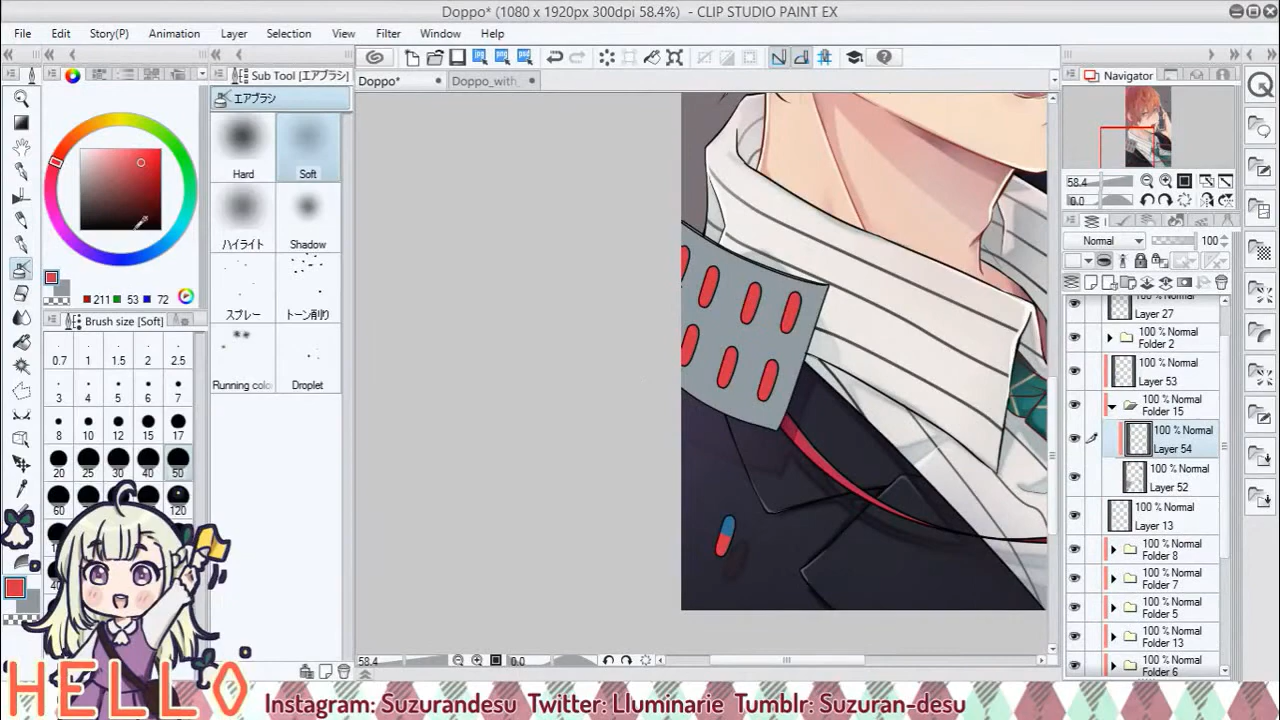 Doppo* (1080 x 1920px 300dpi 58.4%) - CLIP STUDIO PAINT EX
File Edit Story(P) Animation Layer Selection View Filter Window Help
Sub Tool [エアブラシ]
Doppo* Doppo_with_
Navigator
エアブラシ
Hard Soft
ハイライト Shadow
スプレー トーン削り
Running colo Droplet
58.4
0.0
Normal 100
211 53 72
Brush size [Soft]
0.7 1 1.5 2 2.5
3 4 5 6 7
8 10 12 15 17
20 25 30 40 50
60 120
Layer 27
100 % Normal
Folder 2
100 % Normal
Layer 53
100 % Normal
Folder 15
100 % Normal
Layer 54
100 % Normal
Layer 52
100 % Normal
Layer 13
100 % Normal
Folder 8
100 % Normal
Folder 7
100 % Normal
Folder 5
100 % Normal
Folder 13
100 % Normal
Folder 6
58.4 0.0
HELLO
Instagram: Suzurandesu Twitter: Lluminarie Tumblr: Suzuran-desu